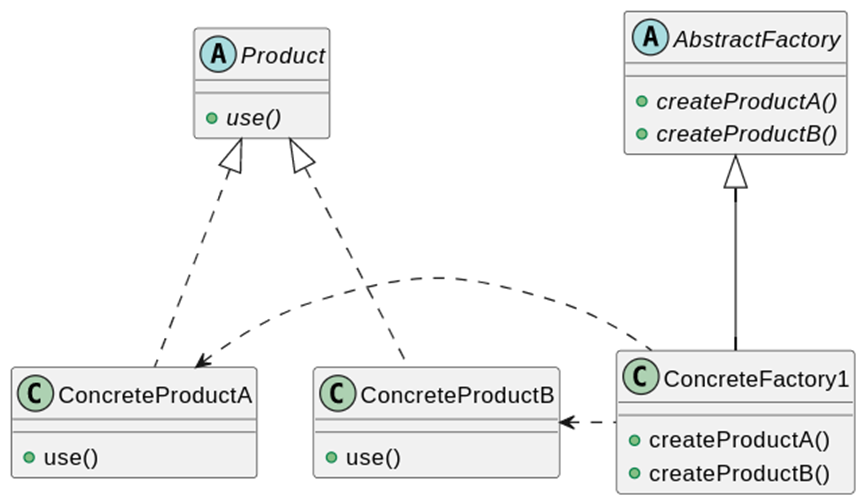 A Product
use()
A AbstractFactory
createProductA()
createProductB()
C ConcreteProductA
use()
C ConcreteProductB
use()
C ConcreteFactory1
createProductA()
createProductB()